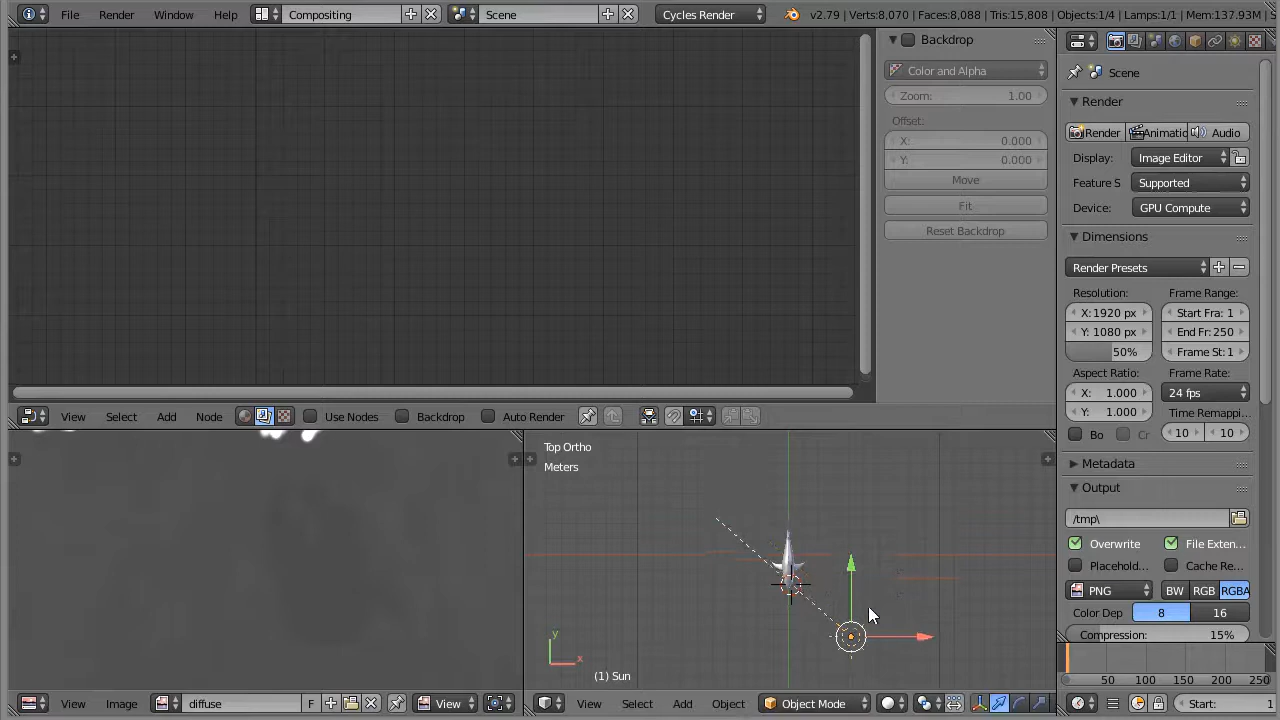 File Render Window Help Compositing Scene Cycles Render v2.79 | Verts:8,070 | Faces:8,088 | Tris:15,808 | Objects:1/4 | Lamps:1/1 | Mem:137.93M | S
Backdrop
Color and Alpha
Zoom: 1.00
Offset:
X: 0.000
Y: 0.000
Move
Fit
Reset Backdrop
Scene
Render
Render Animatic Audio
Display: Image Editor
Feature S Supported
Device: GPU Compute
Dimensions
Render Presets
Resolution: Frame Range:
X: 1920 px Start Fra: 1
Y: 1080 px End Fr: 250
50% Frame St: 1
Aspect Ratio: Frame Rate:
X: 1.000 24 fps
Y: 1.000 Time Remappi...
Bo Cr 10 10
Metadata
Output
/tmp\
Overwrite File Exten...
Placehold... Cache Re...
PNG BW RGB RGBA
Color Dep 8 16
Compression: 15%
View Select Add Node Use Nodes Backdrop Auto Render
Top Ortho
Meters
y
x
(1) Sun
0 50 100 150 200 250
View Image diffuse F View
View Select Add Object Object Mode
Start: 1